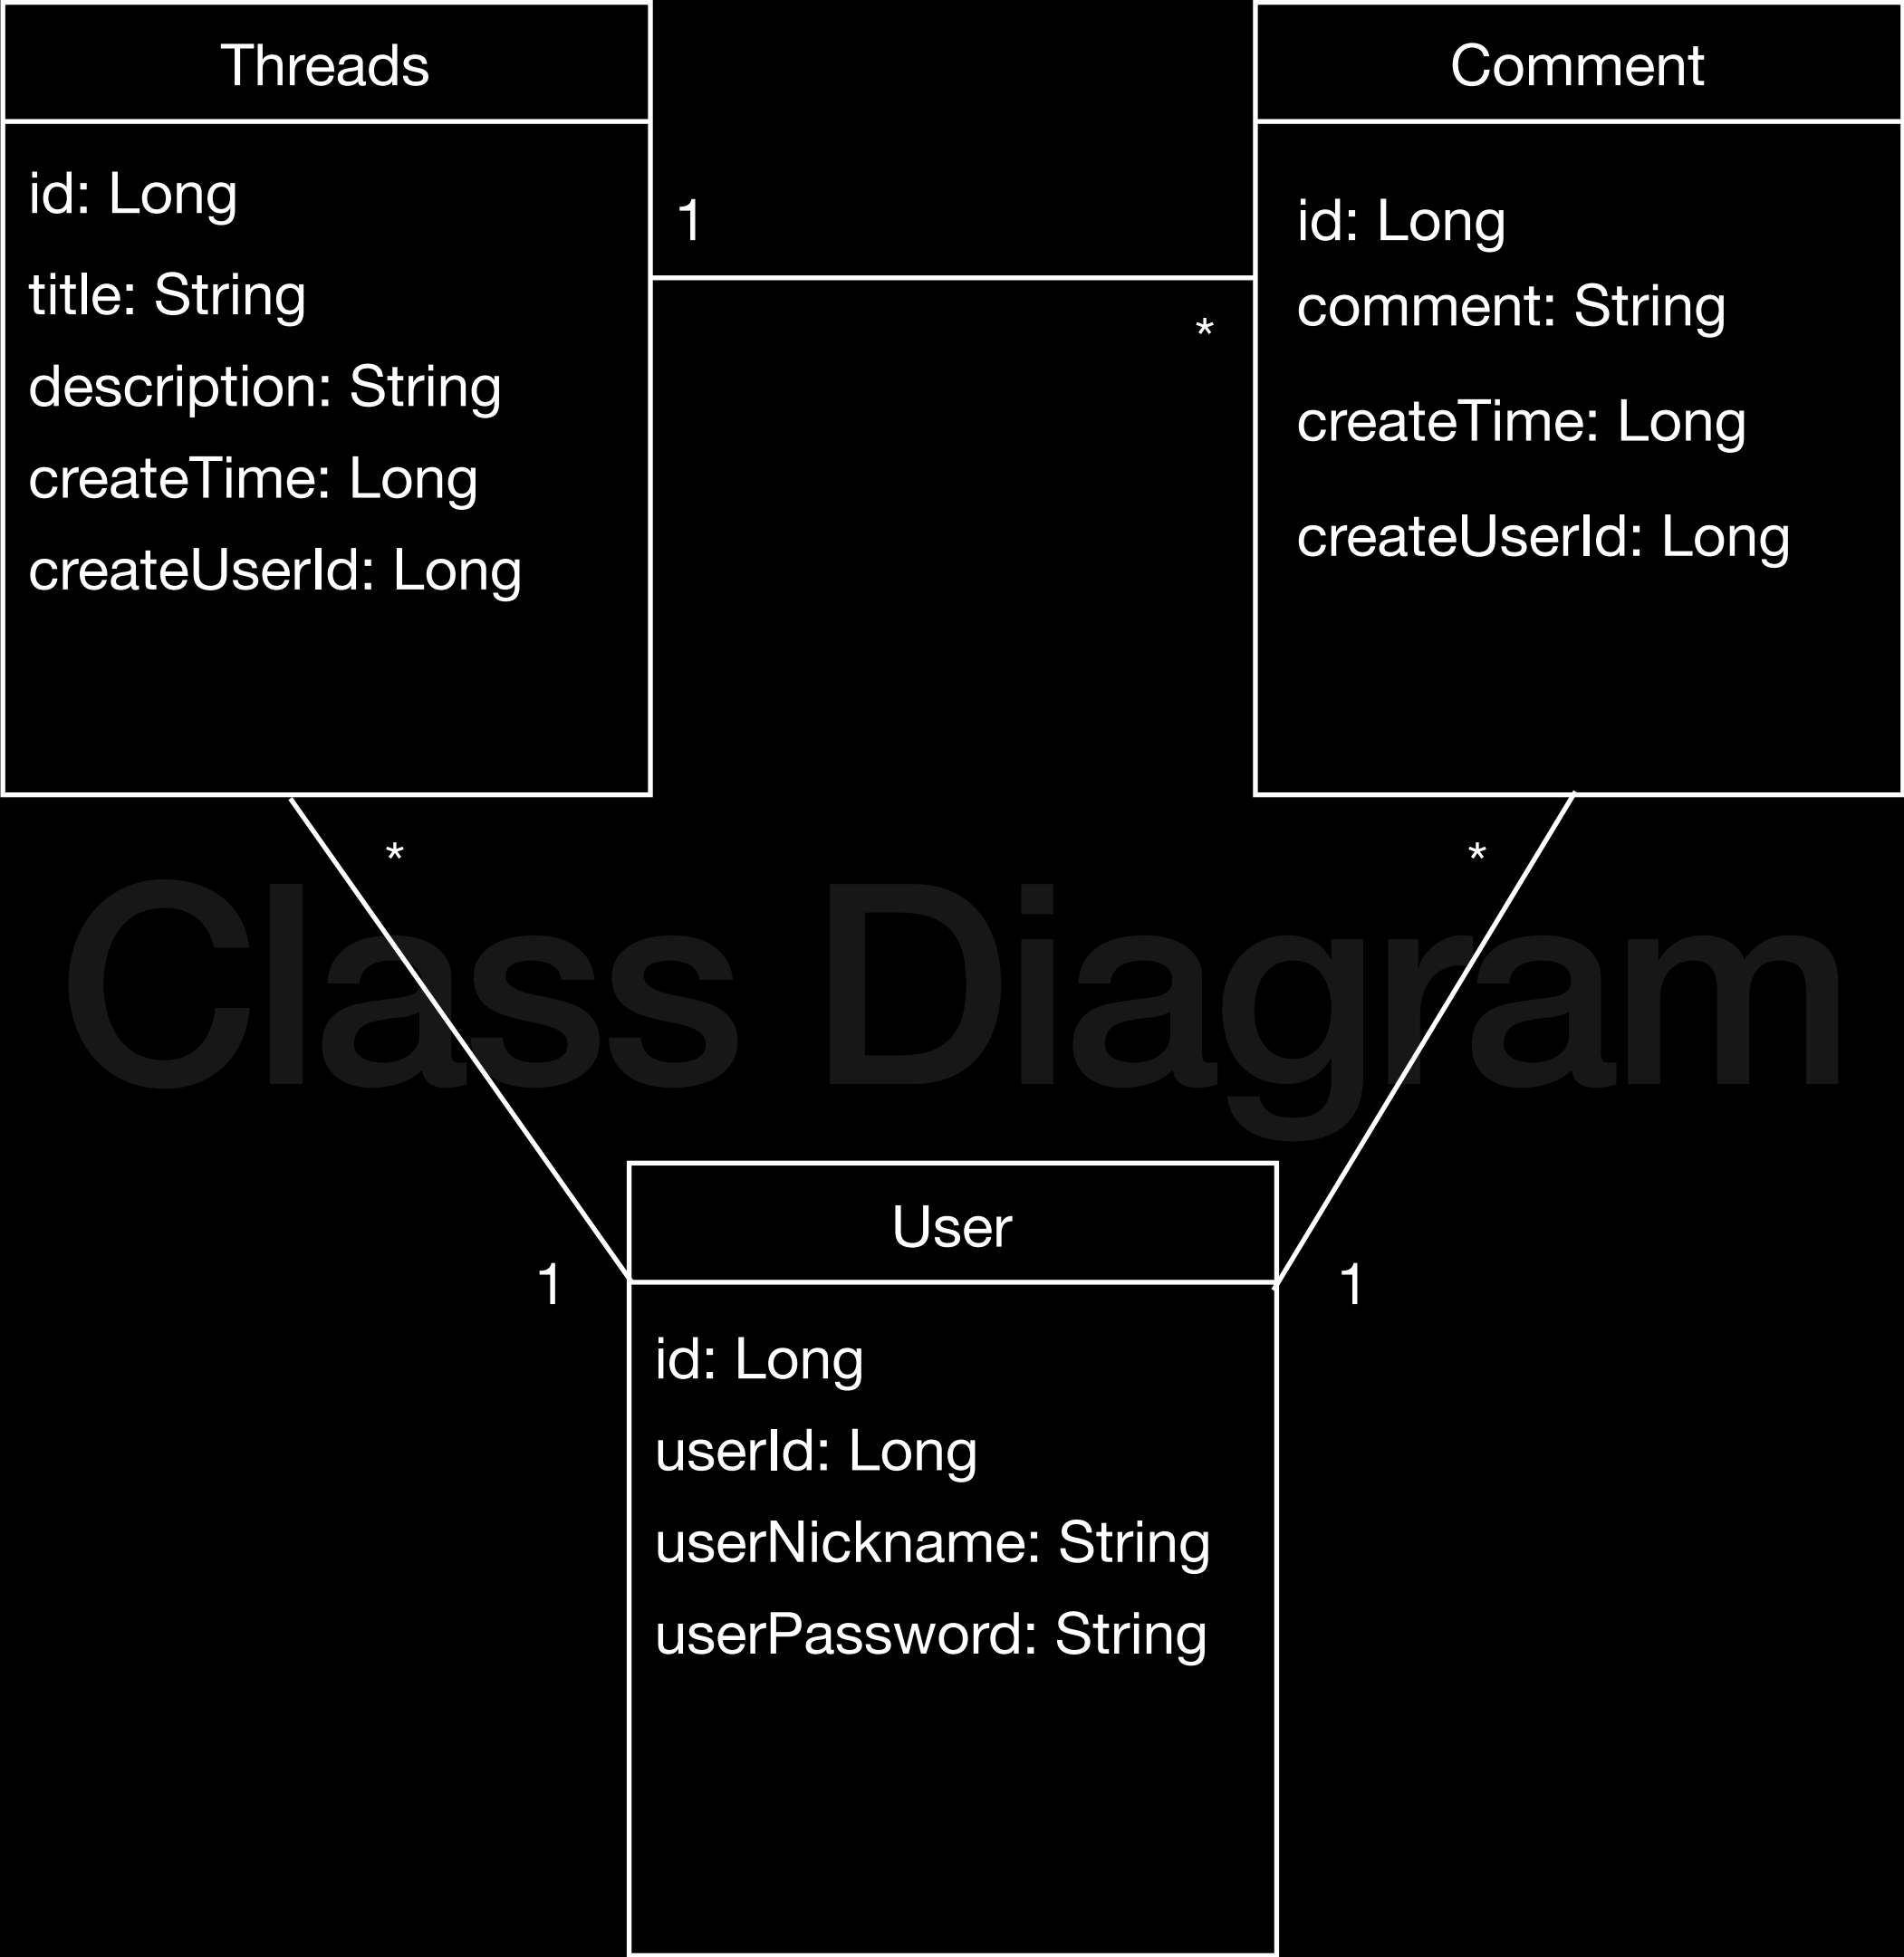 Threads
id: Long
title: String
description: String
createTime: Long
createUserId: Long
1
*
Comment
id: Long
comment: String
createTime: Long
createUserId: Long
*
*
Class Diagram
1
1
User
id: Long
userId: Long
userNickname: String
userPassword: String